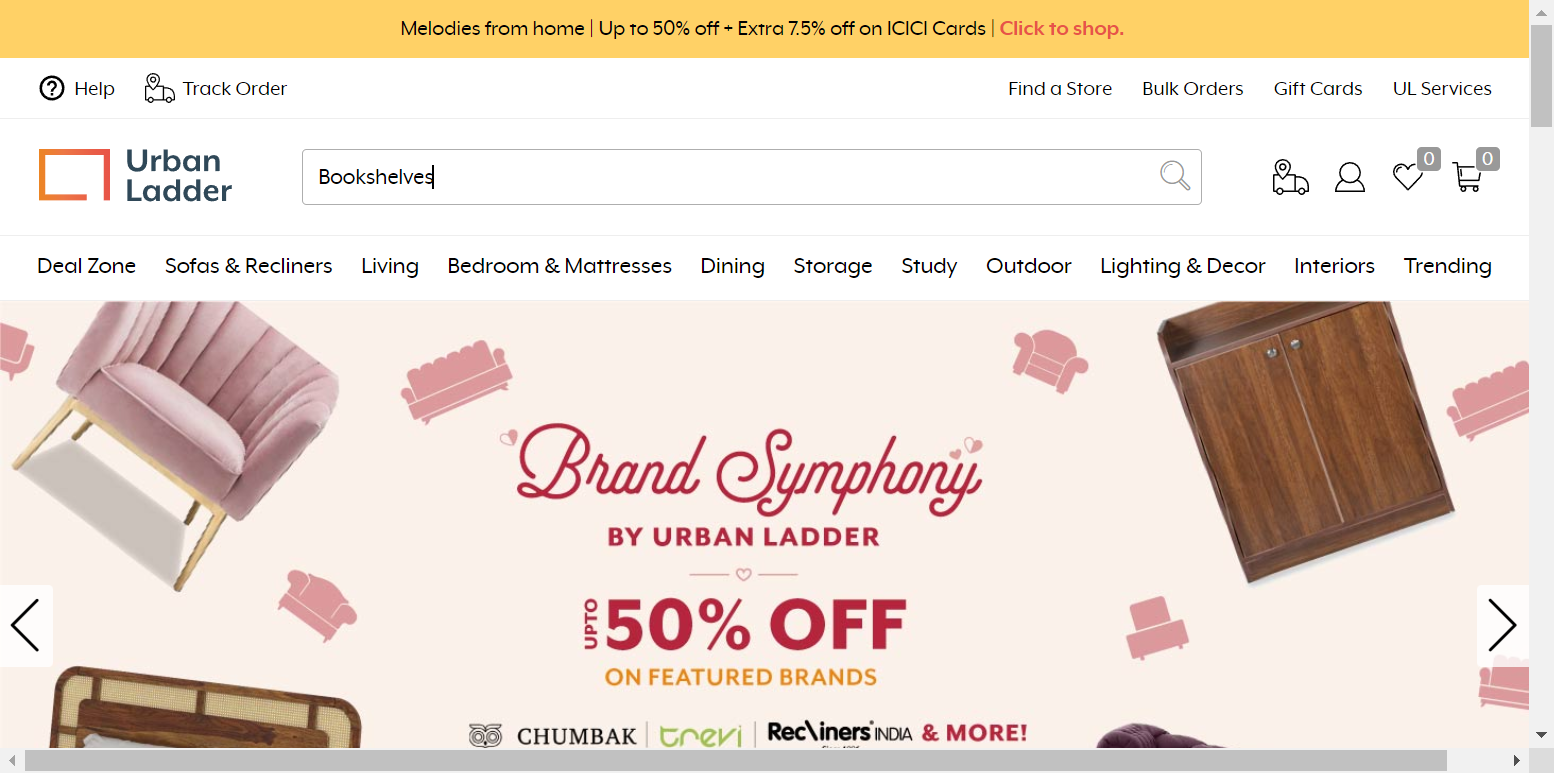 Melodies from home | Up to 50% off + Extra 7.5% off on ICICI Cards | Click to shop.
Help Track Order Find a Store Bulk Orders Gift Cards UL Services
Urban
Ladder
Bookshelves
0 0
Deal Zone Sofas & Recliners Living Bedroom & Mattresses Dining Storage Study Outdoor Lighting & Decor Interiors Trending
Brand Symphony
BY URBAN LADDER
UPTO 50% OFF
ON FEATURED BRANDS
CHUMBAK trevi Recliners INDIA & MORE!